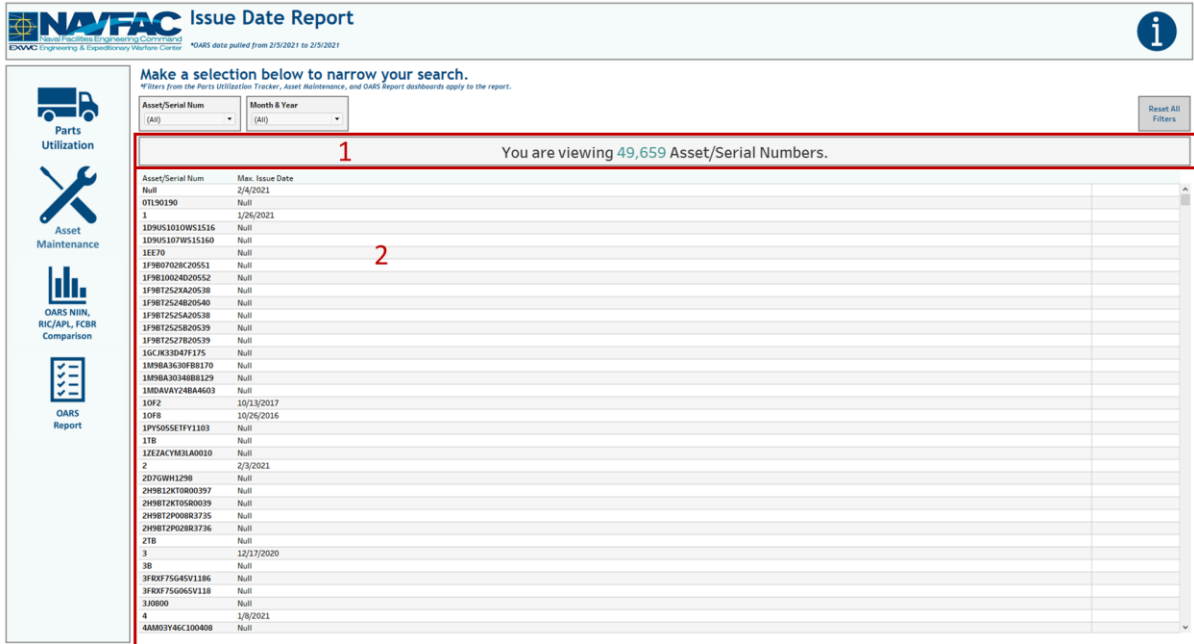 NAVFAC
Naval Facilities Engineering Command
EXWC Engineering & Expeditionary Warfare Center
Issue Date Report
*OARS data pulled from 2/5/2021 to 2/5/2021
i
Parts
Utilization
Asset
Maintenance
OARS NIIN,
RIC/APL, FCBR
Comparison
OARS
Report
Make a selection below to narrow your search.
*Filters from the Parts Utilization Tracker, Asset Maintenance, and OARS Report dashboards apply to the report.
Asset/Serial Num Month & Year
(All) (All)
Reset All
Filters
1
You are viewing 49,659 Asset/Serial Numbers.
2
Asset/Serial Num Max. Issue Date
Null 2/4/2021
0TL90190 Null
1 1/26/2021
1D9US1010WS1516 Null
1D9US107WS15160 Null
1EE70 Null
1F9B07028C20551 Null
1F9B10024D20552 Null
1F9BT252XA20538 Null
1F9BT2524B20540 Null
1F9BT2525A20538 Null
1F9BT2525B20539 Null
1F9BT2527B20539 Null
1GCJK33D47F175 Null
1M9BA3630FB8170 Null
1M9BA30348B8129 Null
1MDAVAY24BA4603 Null
1OF2 10/13/2017
1OF8 10/26/2016
1PY5055ETFY1103 Null
1TB Null
1ZEZACYM3LA0010 Null
2 2/3/2021
2D7GWH1298 Null
2H9B12KT0R00397 Null
2H9BT2KT05R0039 Null
2H9BT2P008R3735 Null
2H9BT2P028R3736 Null
2TB Null
3 12/17/2020
3B Null
3FRXF75G45V1186 Null
3FRXF75G065V118 Null
3J0800 Null
4 1/8/2021
4AM03Y46C100408 Null